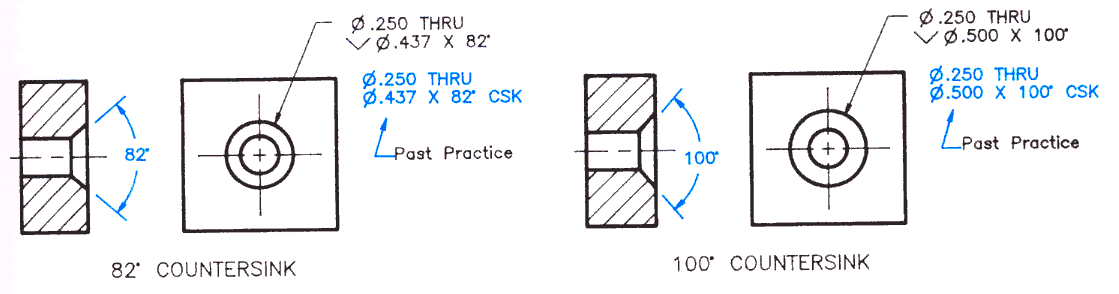 Ø.250 THRU
⌵ Ø.437 X 82°
Ø.250 THRU
Ø.437 X 82° CSK
Past Practice
82°
82° COUNTERSINK
Ø.250 THRU
⌵ Ø.500 X 100°
Ø.250 THRU
Ø.500 X 100° CSK
Past Practice
100°
100° COUNTERSINK